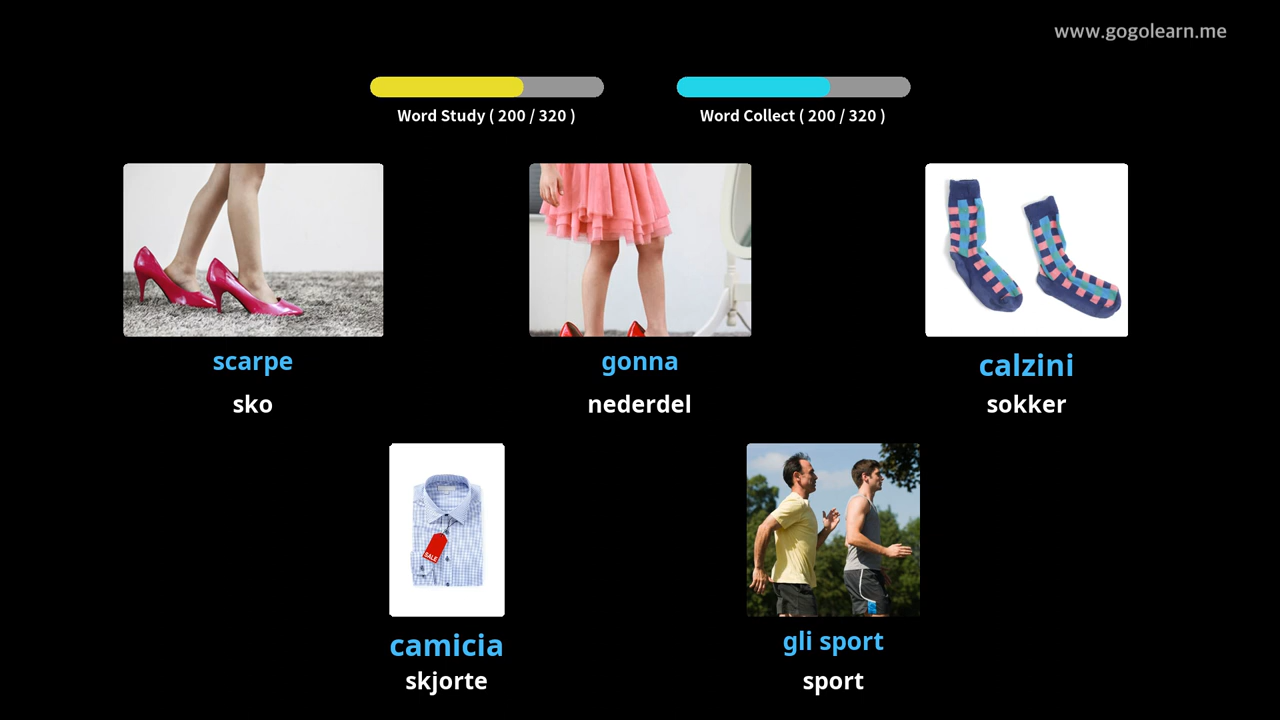 www.gogolearn.me
Word Study ( 200 / 320 )
Word Collect ( 200 / 320 )
scarpe
sko
gonna
nederdel
calzini
sokker
SALE
camicia
skjorte
gli sport
sport